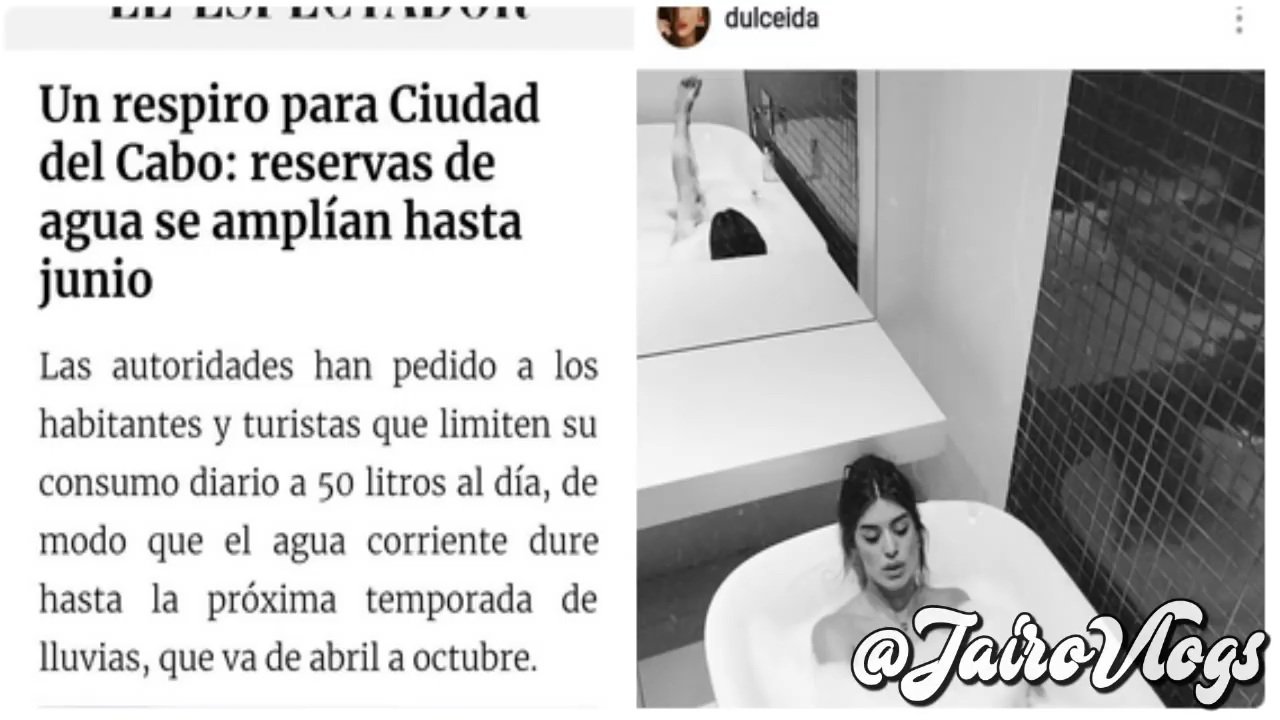 EL ESPECTADOR
Un respiro para Ciudad
del Cabo: reservas de
agua se amplían hasta
junio
Las autoridades han pedido a los
habitantes y turistas que limiten su
consumo diario a 50 litros al día, de
modo que el agua corriente dure
hasta la próxima temporada de
lluvias, que va de abril a octubre.
dulceida
@JairoVlogs